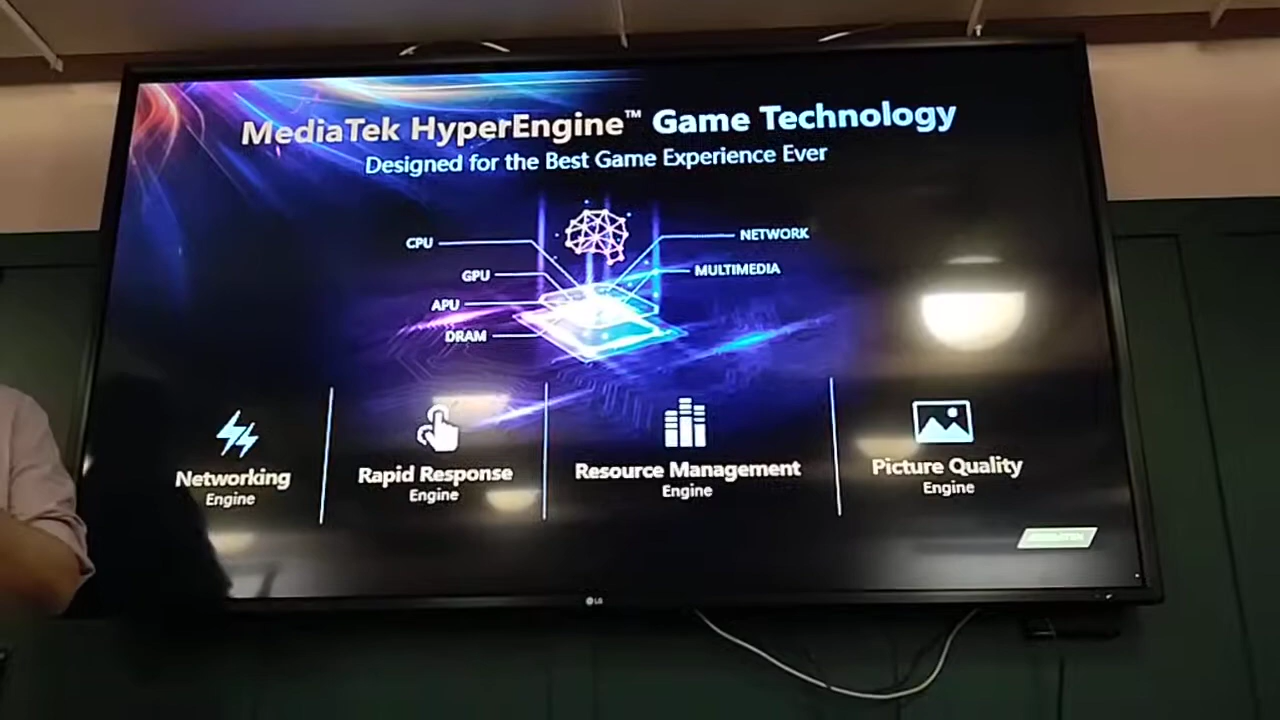 MediaTek HyperEngine™ Game Technology
Designed for the Best Game Experience Ever
CPU
GPU
APU
DRAM
NETWORK
MULTIMEDIA
Networking
Engine
Rapid Response
Engine
Resource Management
Engine
Picture Quality
Engine
LG